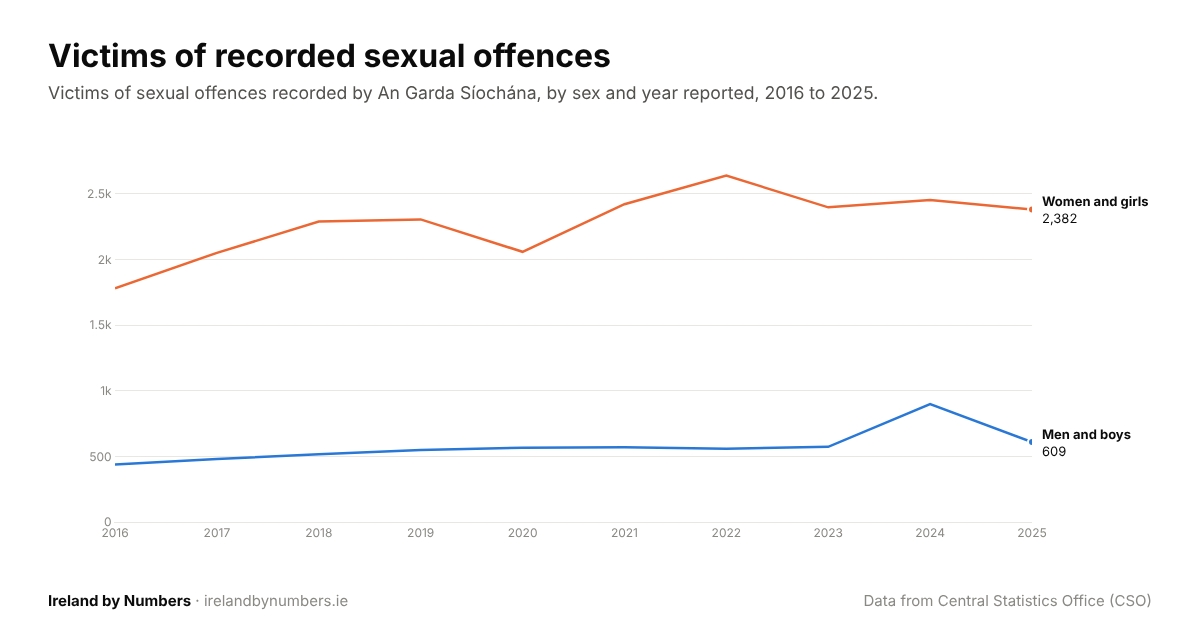 Victims of recorded sexual offences
Victims of sexual offences recorded by An Garda Síochána, by sex and year reported, 2016 to 2025.
2.5k
Women and girls
2,382
2k
1.5k
1k
Men and boys
609
500
0
2016 2017 2018 2019 2020 2021 2022 2023 2024 2025
Ireland by Numbers · irelandbynumbers.ie
Data from Central Statistics Office (CSO)